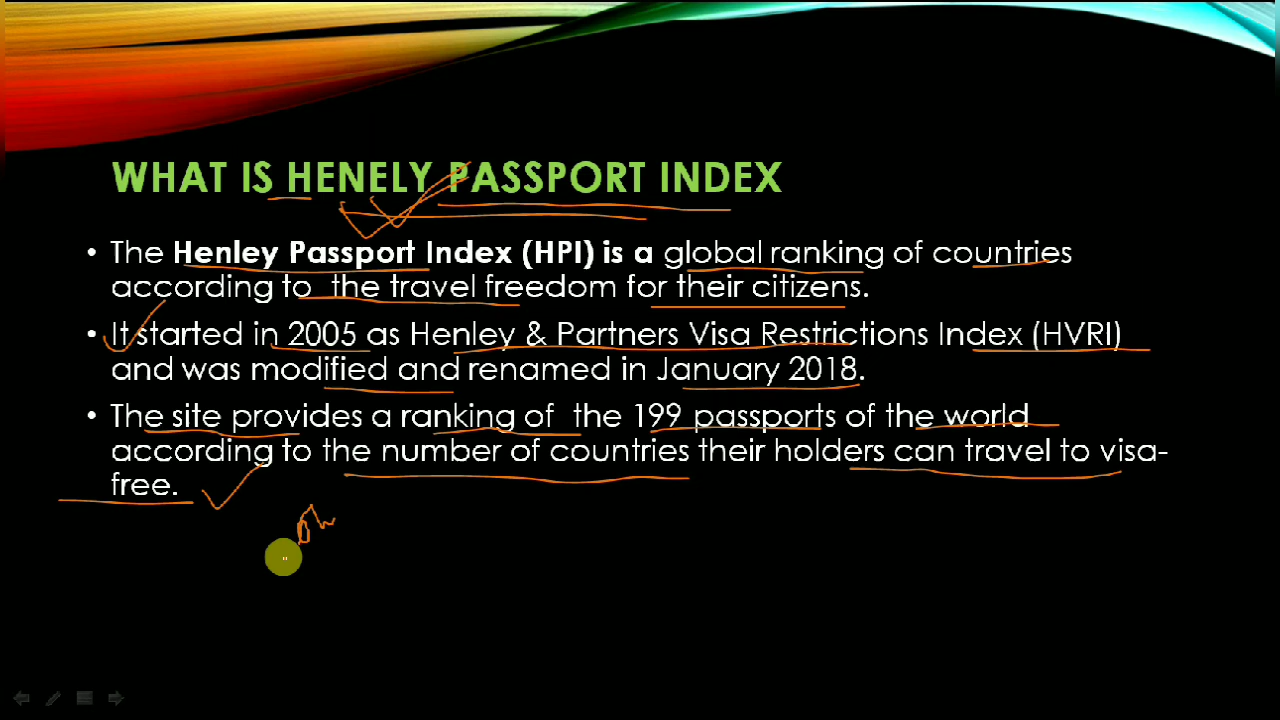 WHAT IS HENELY PASSPORT INDEX
• The Henley Passport Index (HPI) is a global ranking of countries
according to the travel freedom for their citizens.
• It started in 2005 as Henley & Partners Visa Restrictions Index (HVRI)
and was modified and renamed in January 2018.
• The site provides a ranking of the 199 passports of the world
according to the number of countries their holders can travel to visa-
free.